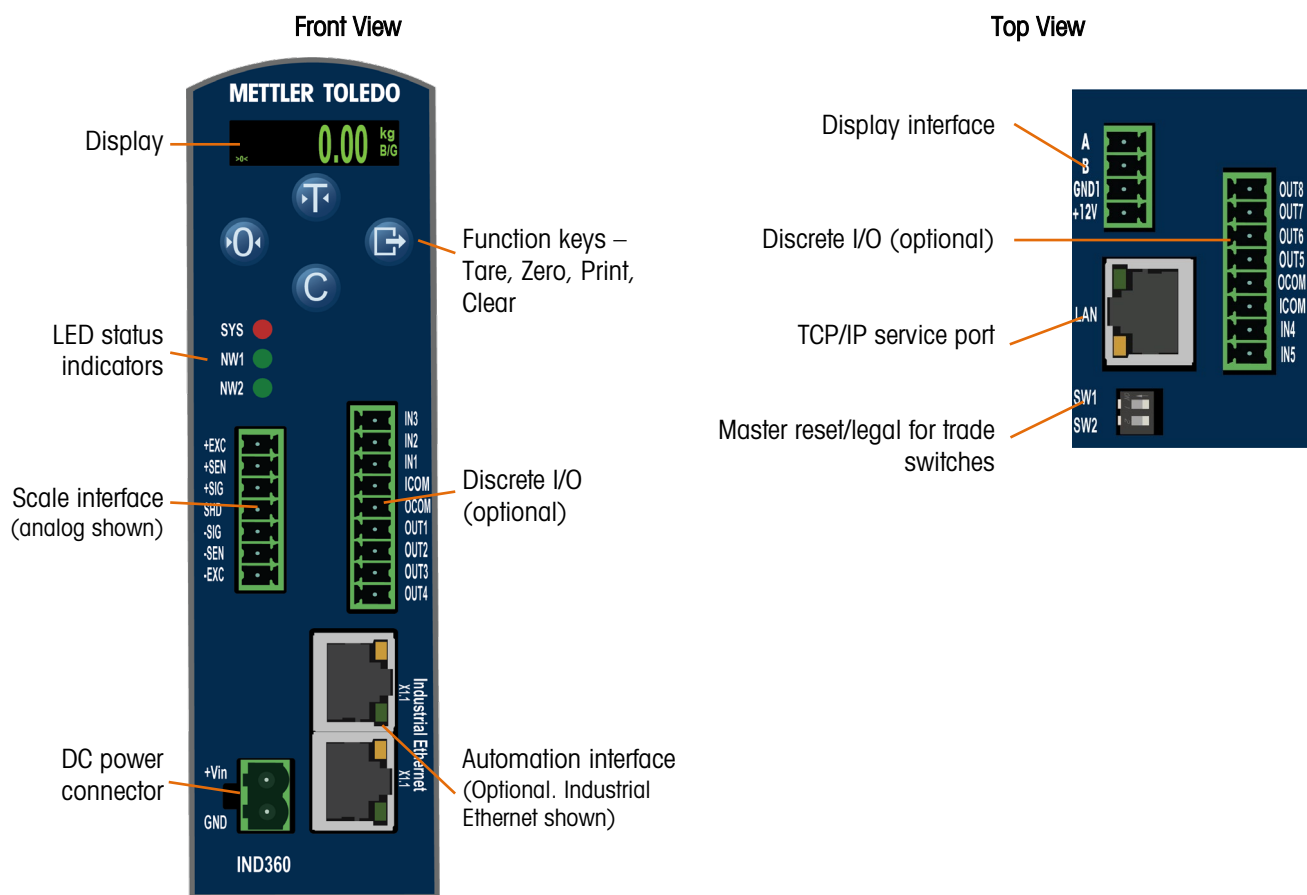 Front View
METTLER TOLEDO
Display
>0<
0.00
kg
B/G
T
0
C
Function keys –
Tare, Zero, Print,
Clear
LED status
indicators
SYS
NW1
NW2
Scale interface
(analog shown)
+EXC
+SEN
+SIG
SHD
-SIG
-SEN
-EXC
IN3
IN2
IN1
ICOM
OCOM
OUT1
OUT2
OUT3
OUT4
Discrete I/O
(optional)
X1.1
X1.1
Industrial Ethernet
Automation interface
(Optional. Industrial
Ethernet shown)
DC power
connector
+Vin
GND
IND360
Top View
Display interface
A
B
GND1
+12V
Discrete I/O (optional)
OUT8
OUT7
OUT6
OUT5
OCOM
ICOM
IN4
IN5
TCP/IP service port
LAN
Master reset/legal for trade
switches
SW1
SW2